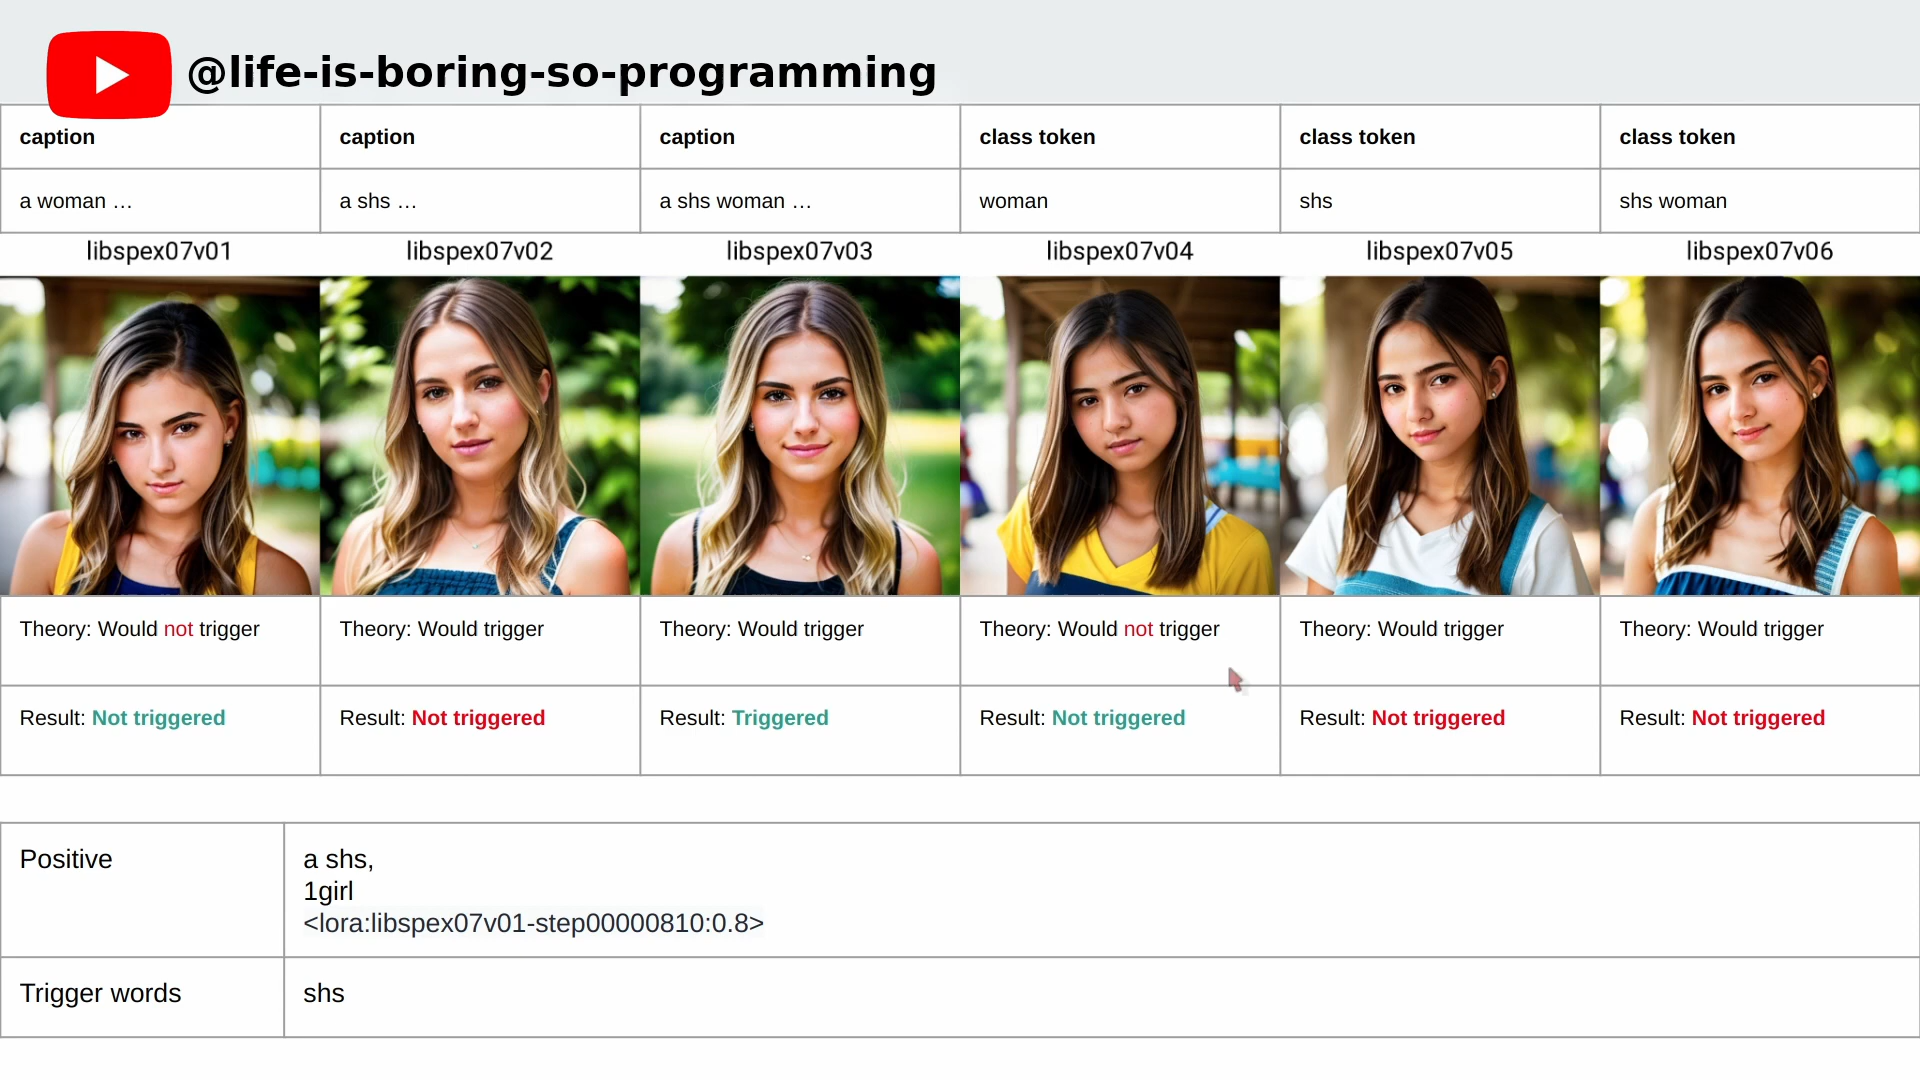 @life-is-boring-so-programming
caption caption caption class token class token class token
a woman … a shs … a shs woman … woman shs shs woman
libspex07v01 libspex07v02 libspex07v03 libspex07v04 libspex07v05 libspex07v06
Theory: Would not trigger Theory: Would trigger Theory: Would trigger Theory: Would not trigger Theory: Would trigger Theory: Would trigger
Result: Not triggered Result: Not triggered Result: Triggered Result: Not triggered Result: Not triggered Result: Not triggered
Positive a shs,
1girl
<lora:libspex07v01-step00000810:0.8>
Trigger words shs